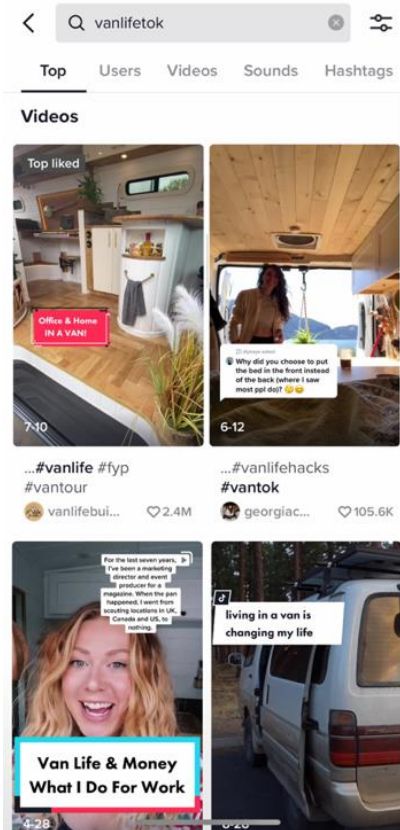 vanlifetok
Top Users Videos Sounds Hashtags
Videos
Top liked
Office & Home
IN A VAN!
7-10
Why did you choose to put
the bed in the front instead
of the back (where I saw
most ppl do)? 🤔😊
6-12
...#vanlife #fyp
#vantour
vanlifebui... 2.4M
...#vanlifehacks
#vantok
georgiac... 105.6K
For the last seven years,
I've been a marketing
director and event
producer for a
magazine. When the pan
happened, I went from
scouting locations in UK,
Canada and US, to
nothing.
Van Life & Money
What I Do For Work
4-28
living in a van is
changing my life